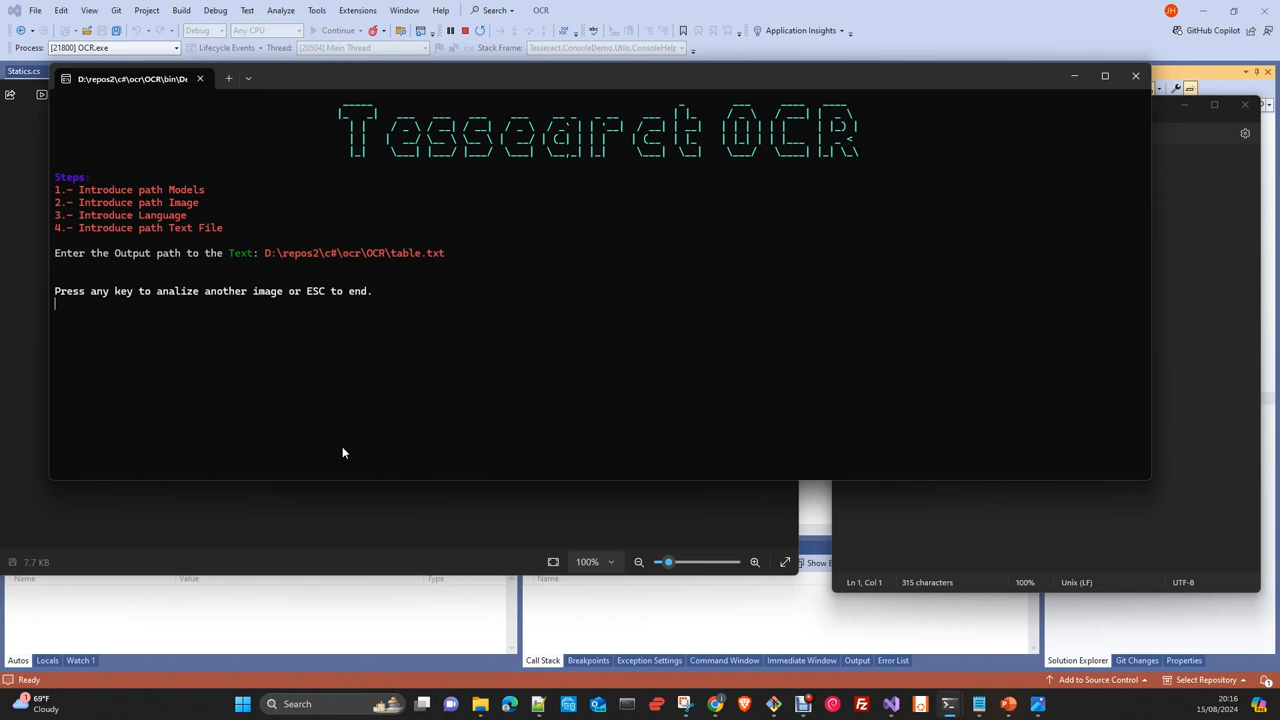 File Edit View Git Project Build Debug Test Analyze Tools Extensions Window Help Search OCR JH
Debug Any CPU Continue Application Insights GitHub Copilot
Process: [21800] OCR.exe Lifecycle Events Thread: [20504] Main Thread Stack Frame: Tesseract.ConsoleDemo.Utils.ConsoleHelp
Statics.cs
D:\repos2\c#\ocr\OCR\bin\De
Tessearct OCR
Steps:
1.- Introduce path Models
2.- Introduce path Image
3.- Introduce Language
4.- Introduce path Text File
Enter the Output path to the Text: D:\repos2\c#\ocr\OCR\table.txt
Press any key to analize another image or ESC to end.
7.7 KB 100% Show E
Ln 1, Col 1 315 characters 100% Unix (LF) UTF-8
Name Value Type Name
Autos Locals Watch 1 Call Stack Breakpoints Exception Settings Command Window Immediate Window Output Error List Solution Explorer Git Changes Properties
Ready Add to Source Control Select Repository 1
1 69°F Search 20:16
Cloudy 15/08/2024